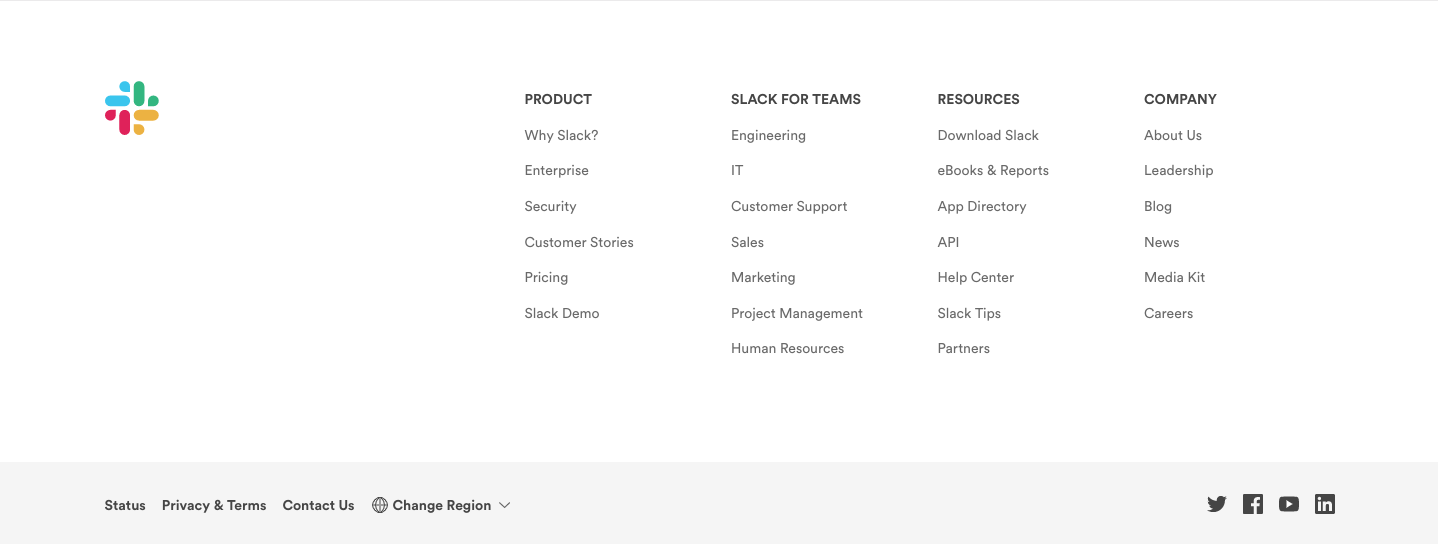 PRODUCT
Why Slack?
Enterprise
Security
Customer Stories
Pricing
Slack Demo
SLACK FOR TEAMS
Engineering
IT
Customer Support
Sales
Marketing
Project Management
Human Resources
RESOURCES
Download Slack
eBooks & Reports
App Directory
API
Help Center
Slack Tips
Partners
COMPANY
About Us
Leadership
Blog
News
Media Kit
Careers
Status Privacy & Terms Contact Us Change Region